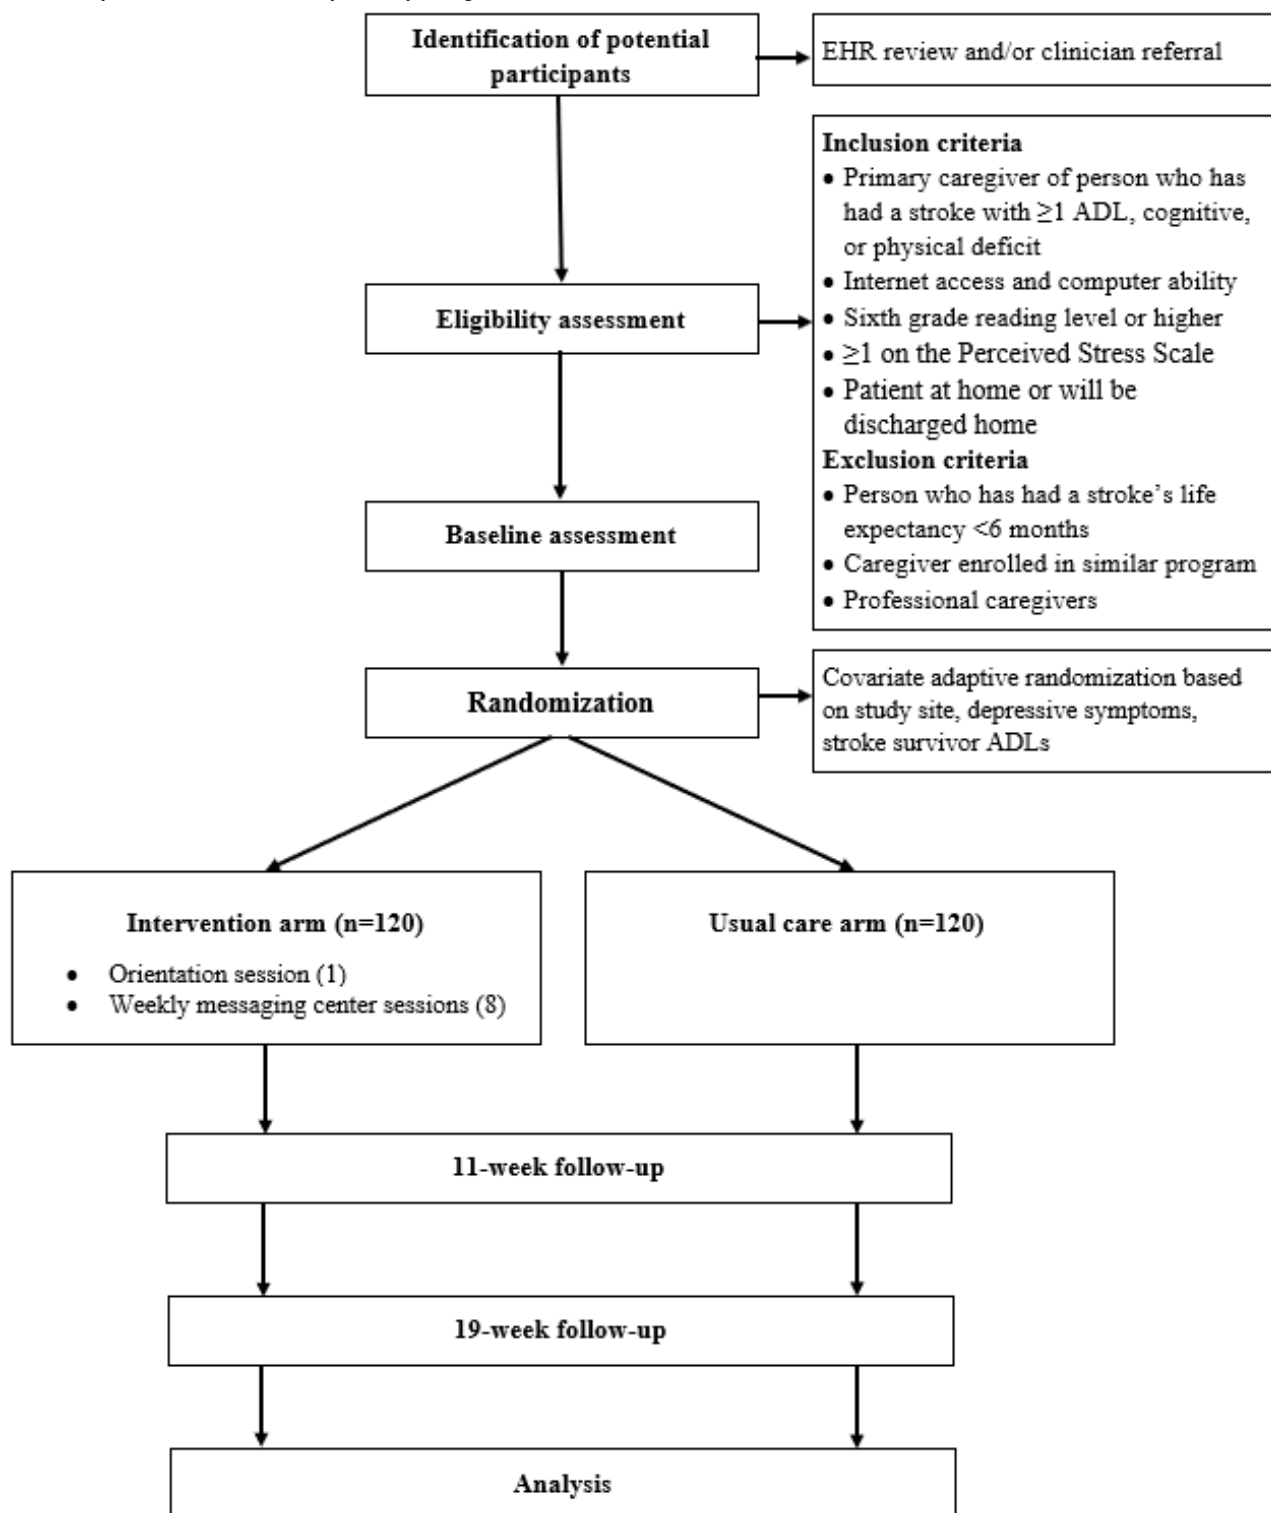 Identification of potential
participants
EHR review and/or clinician referral
Inclusion criteria
• Primary caregiver of person who has
had a stroke with ≥1 ADL, cognitive,
or physical deficit
• Internet access and computer ability
• Sixth grade reading level or higher
• ≥1 on the Perceived Stress Scale
• Patient at home or will be
discharged home
Exclusion criteria
• Person who has had a stroke’s life
expectancy <6 months
• Caregiver enrolled in similar program
• Professional caregivers
Eligibility assessment
Baseline assessment
Randomization
Covariate adaptive randomization based
on study site, depressive symptoms,
stroke survivor ADLs
Intervention arm (n=120)
• Orientation session (1)
• Weekly messaging center sessions (8)
Usual care arm (n=120)
11-week follow-up
19-week follow-up
Analysis